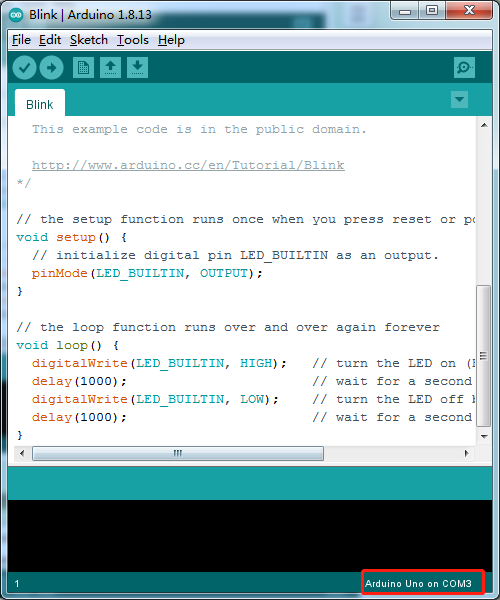 Blink | Arduino 1.8.13
File Edit Sketch Tools Help
Blink
This example code is in the public domain.
http://www.arduino.cc/en/Tutorial/Blink
*/
// the setup function runs once when you press reset or
void setup() {
// initialize digital pin LED_BUILTIN as an output.
pinMode(LED_BUILTIN, OUTPUT);
}
// the loop function runs over and over again forever
void loop() {
digitalWrite(LED_BUILTIN, HIGH); // turn the LED on
delay(1000); // wait for a second
digitalWrite(LED_BUILTIN, LOW); // turn the LED off
delay(1000); // wait for a second
}
1
Arduino Uno on COM3